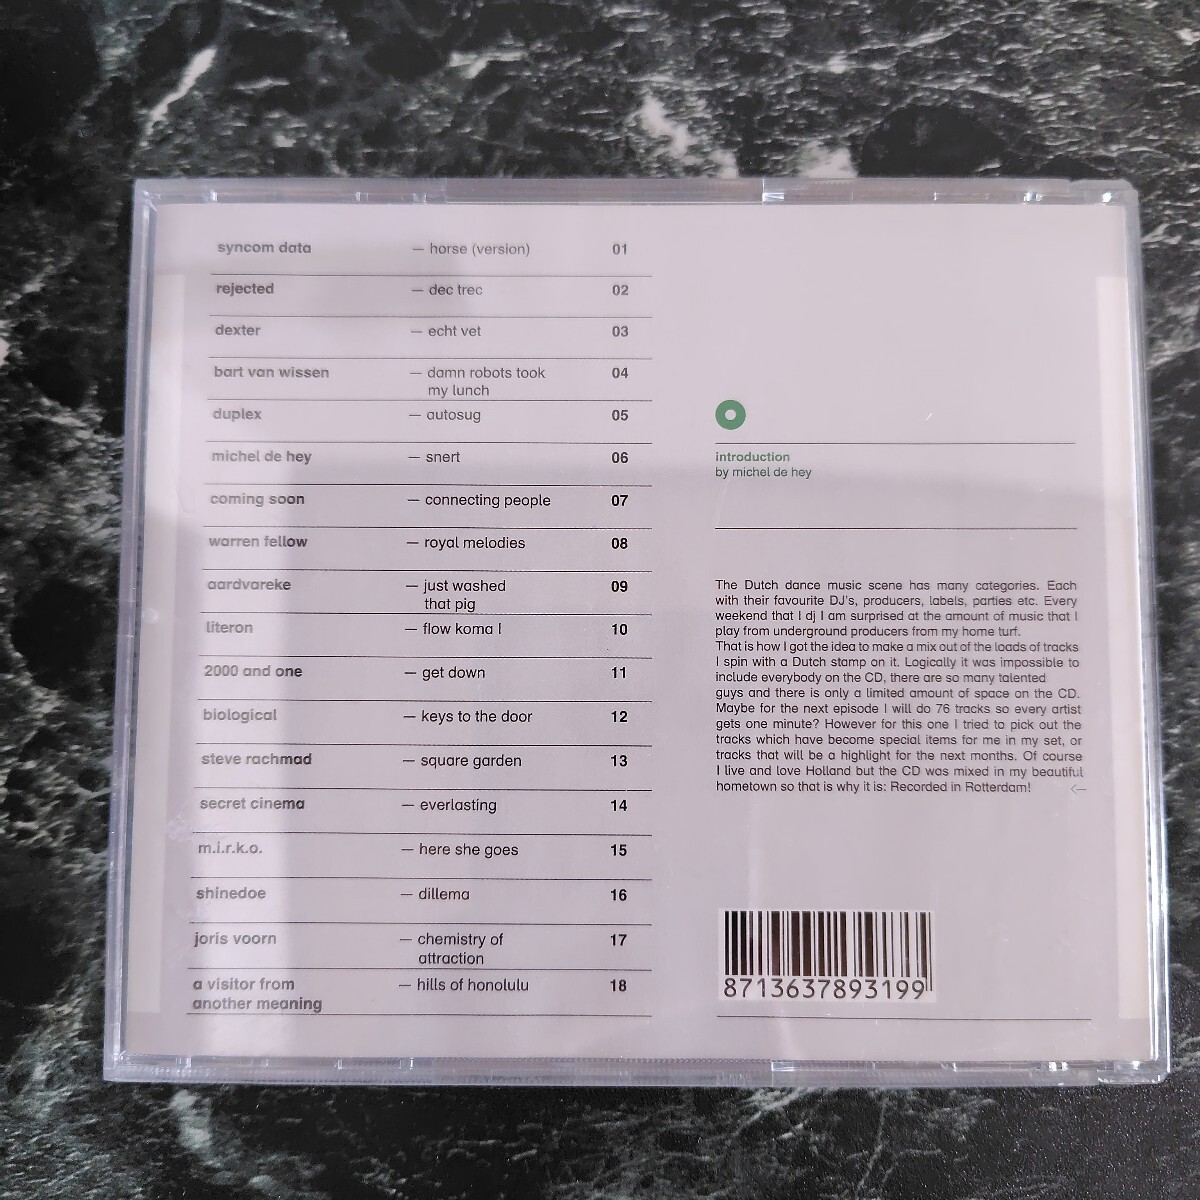 syncom data — horse (version) 01
rejected — dec trec 02
dexter — echt vet 03
bart van wissen — damn robots took 04
my lunch
duplex — autosug 05
michel de hey — snert 06
coming soon — connecting people 07
warren fellow — royal melodies 08
aardvareke — just washed 09
that pig
literon — flow koma I 10
2000 and one — get down 11
biological — keys to the door 12
steve rachmad — square garden 13
secret cinema — everlasting 14
m.i.r.k.o. — here she goes 15
shinedoe — dillema 16
joris voorn — chemistry of 17
attraction
a visitor from — hills of honolulu 18
another meaning
introduction
by michel de hey
The Dutch dance music scene has many categories. Each
with their favourite DJ's, producers, labels, parties etc. Every
weekend that I dj I am surprised at the amount of music that I
play from underground producers from my home turf.
That is how I got the idea to make a mix out of the loads of tracks
I spin with a Dutch stamp on it. Logically it was impossible to
include everybody on the CD, there are so many talented
guys and there is only a limited amount of space on the CD.
Maybe for the next episode I will do 76 tracks so every artist
gets one minute? However for this one I tried to pick out the
tracks which have become special items for me in my set, or
tracks that will be a highlight for the next months. Of course
I live and love Holland but the CD was mixed in my beautiful
hometown so that is why it is: Recorded in Rotterdam! ←
8713637893199